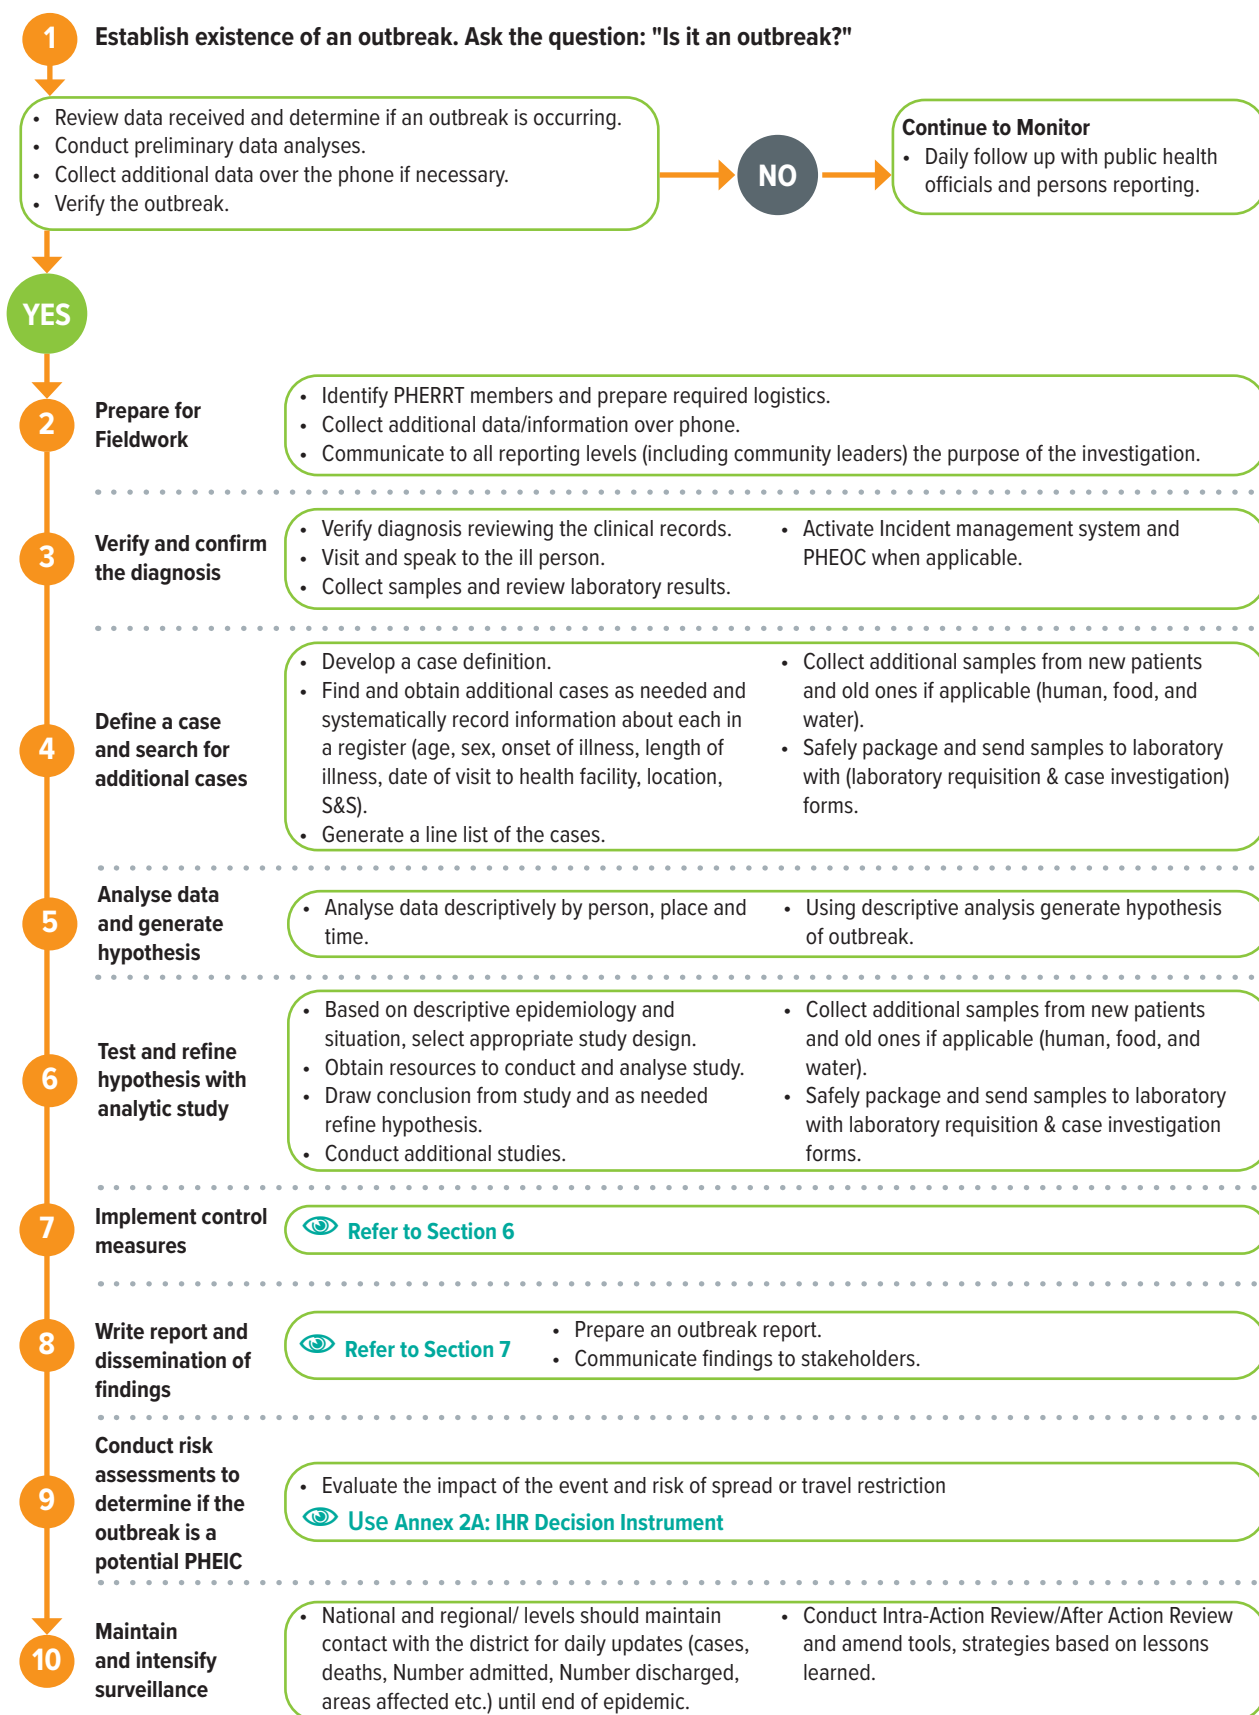 1
Establish existence of an outbreak. Ask the question: "Is it an outbreak?"
• Review data received and determine if an outbreak is occurring.
• Conduct preliminary data analyses.
• Collect additional data over the phone if necessary.
• Verify the outbreak.
NO
Continue to Monitor
• Daily follow up with public health
officials and persons reporting.
YES
2
Prepare for
Fieldwork
• Identify PHERRT members and prepare required logistics.
• Collect additional data/information over phone.
• Communicate to all reporting levels (including community leaders) the purpose of the investigation.
3
Verify and confirm
the diagnosis
• Verify diagnosis reviewing the clinical records.
• Visit and speak to the ill person.
• Collect samples and review laboratory results.
• Activate Incident management system and
PHEOC when applicable.
4
Define a case
and search for
additional cases
• Develop a case definition.
• Find and obtain additional cases as needed and
systematically record information about each in
a register (age, sex, onset of illness, length of
illness, date of visit to health facility, location,
S&S).
• Generate a line list of the cases.
• Collect additional samples from new patients
and old ones if applicable (human, food, and
water).
• Safely package and send samples to laboratory
with (laboratory requisition & case investigation)
forms.
5
Analyse data
and generate
hypothesis
• Analyse data descriptively by person, place and
time.
• Using descriptive analysis generate hypothesis
of outbreak.
6
Test and refine
hypothesis with
analytic study
• Based on descriptive epidemiology and
situation, select appropriate study design.
• Obtain resources to conduct and analyse study.
• Draw conclusion from study and as needed
refine hypothesis.
• Conduct additional studies.
• Collect additional samples from new patients
and old ones if applicable (human, food, and
water).
• Safely package and send samples to laboratory
with laboratory requisition & case investigation
forms.
7
Implement control
measures
Refer to Section 6
8
Write report and
dissemination of
findings
Refer to Section 7
• Prepare an outbreak report.
• Communicate findings to stakeholders.
9
Conduct risk
assessments to
determine if the
outbreak is a
potential PHEIC
• Evaluate the impact of the event and risk of spread or travel restriction
Use Annex 2A: IHR Decision Instrument
10
Maintain
and intensify
surveillance
• National and regional/ levels should maintain
contact with the district for daily updates (cases,
deaths, Number admitted, Number discharged,
areas affected etc.) until end of epidemic.
• Conduct Intra-Action Review/After Action Review
and amend tools, strategies based on lessons
learned.